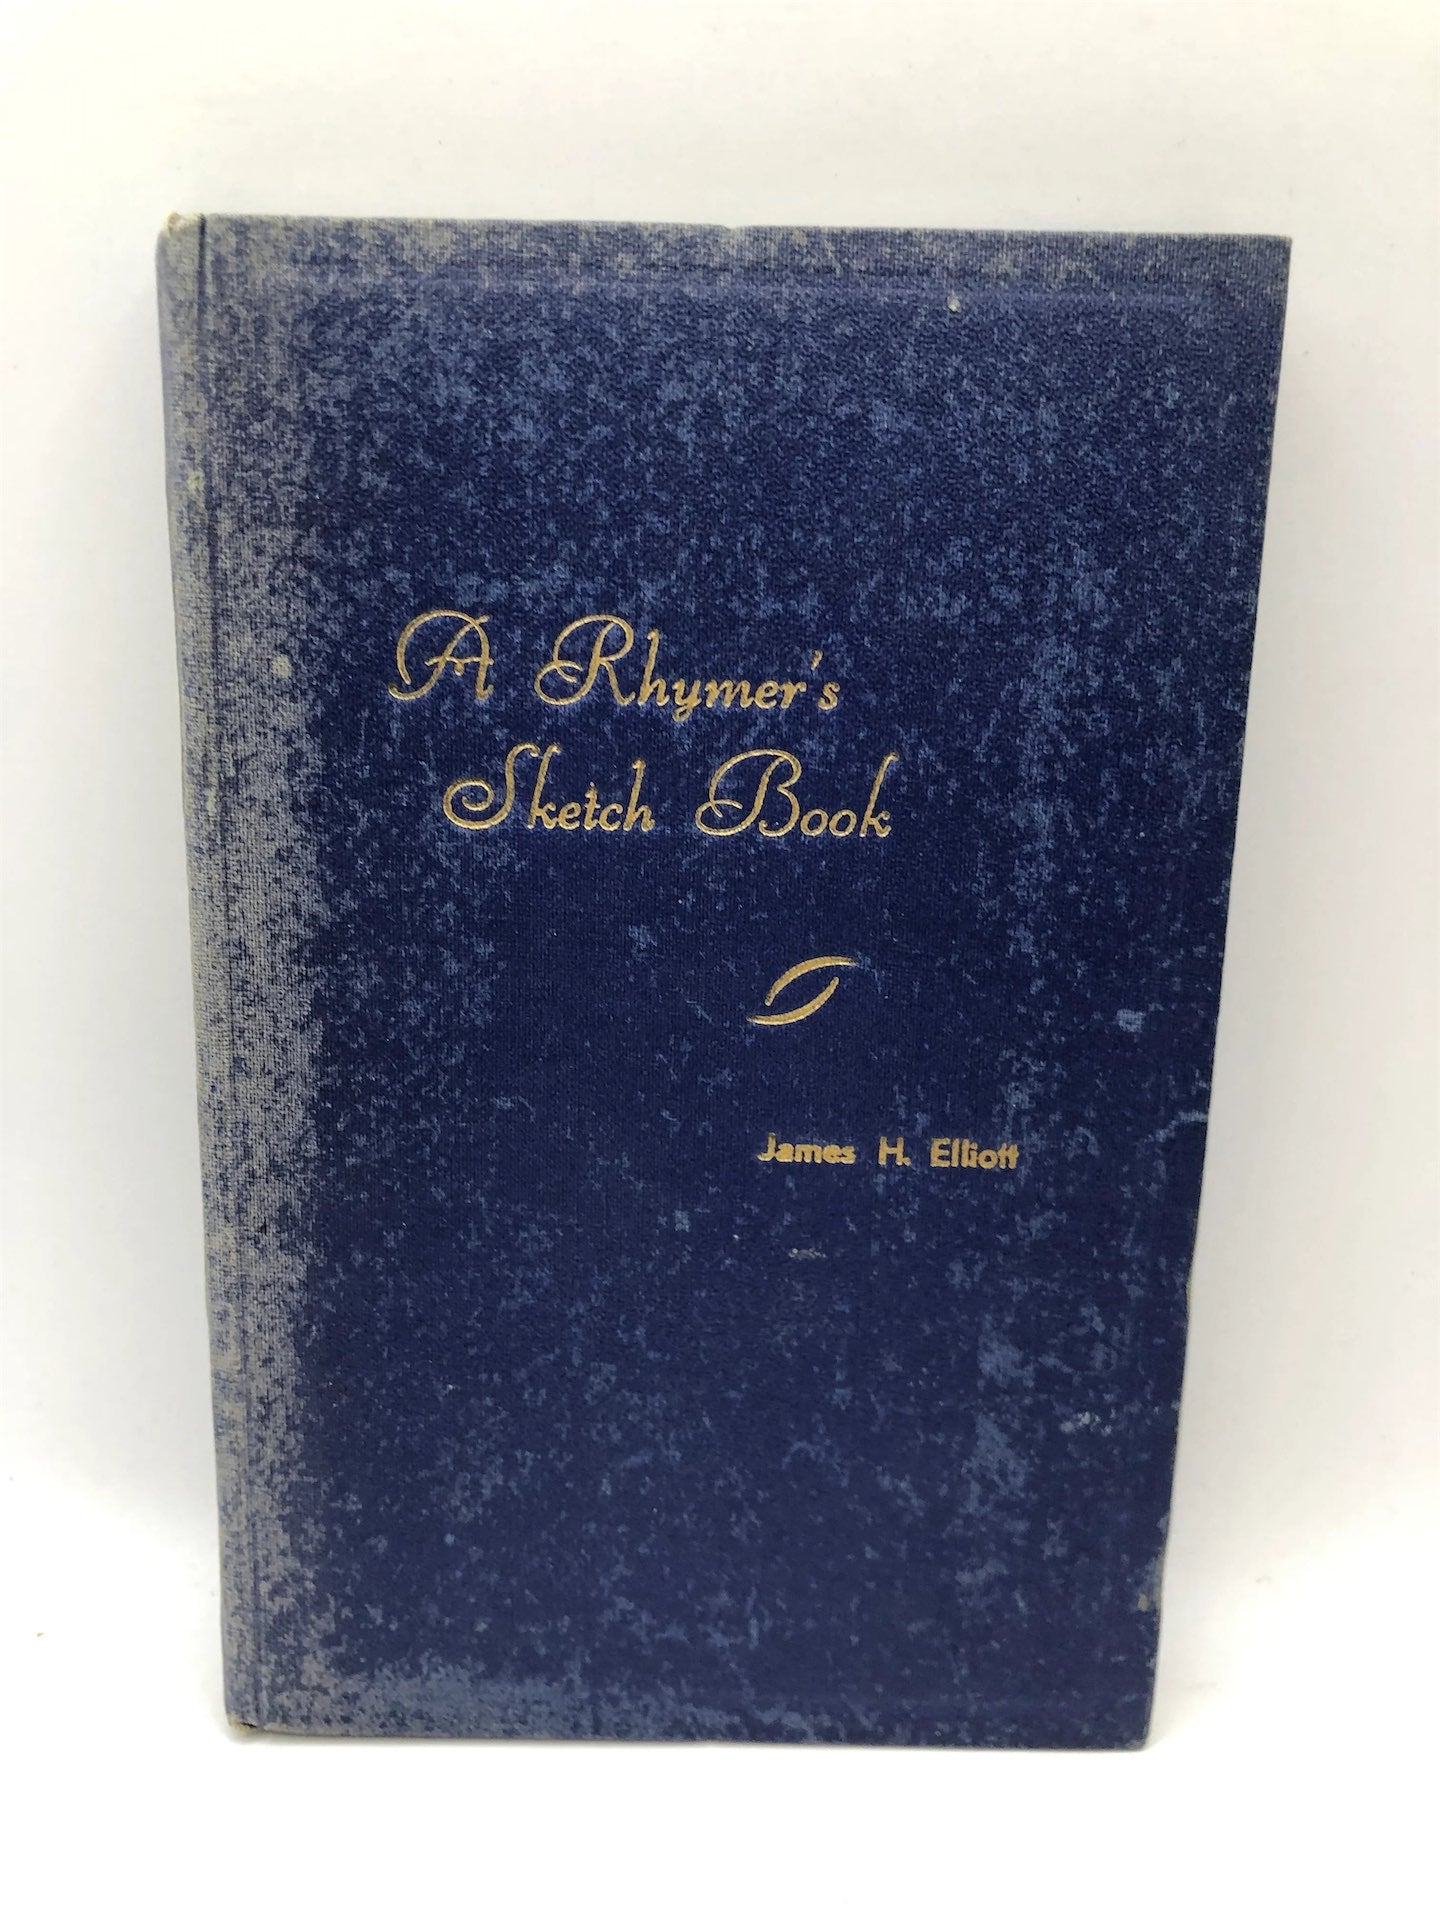 A Rhymer's
Sketch Book
James H. Elliott